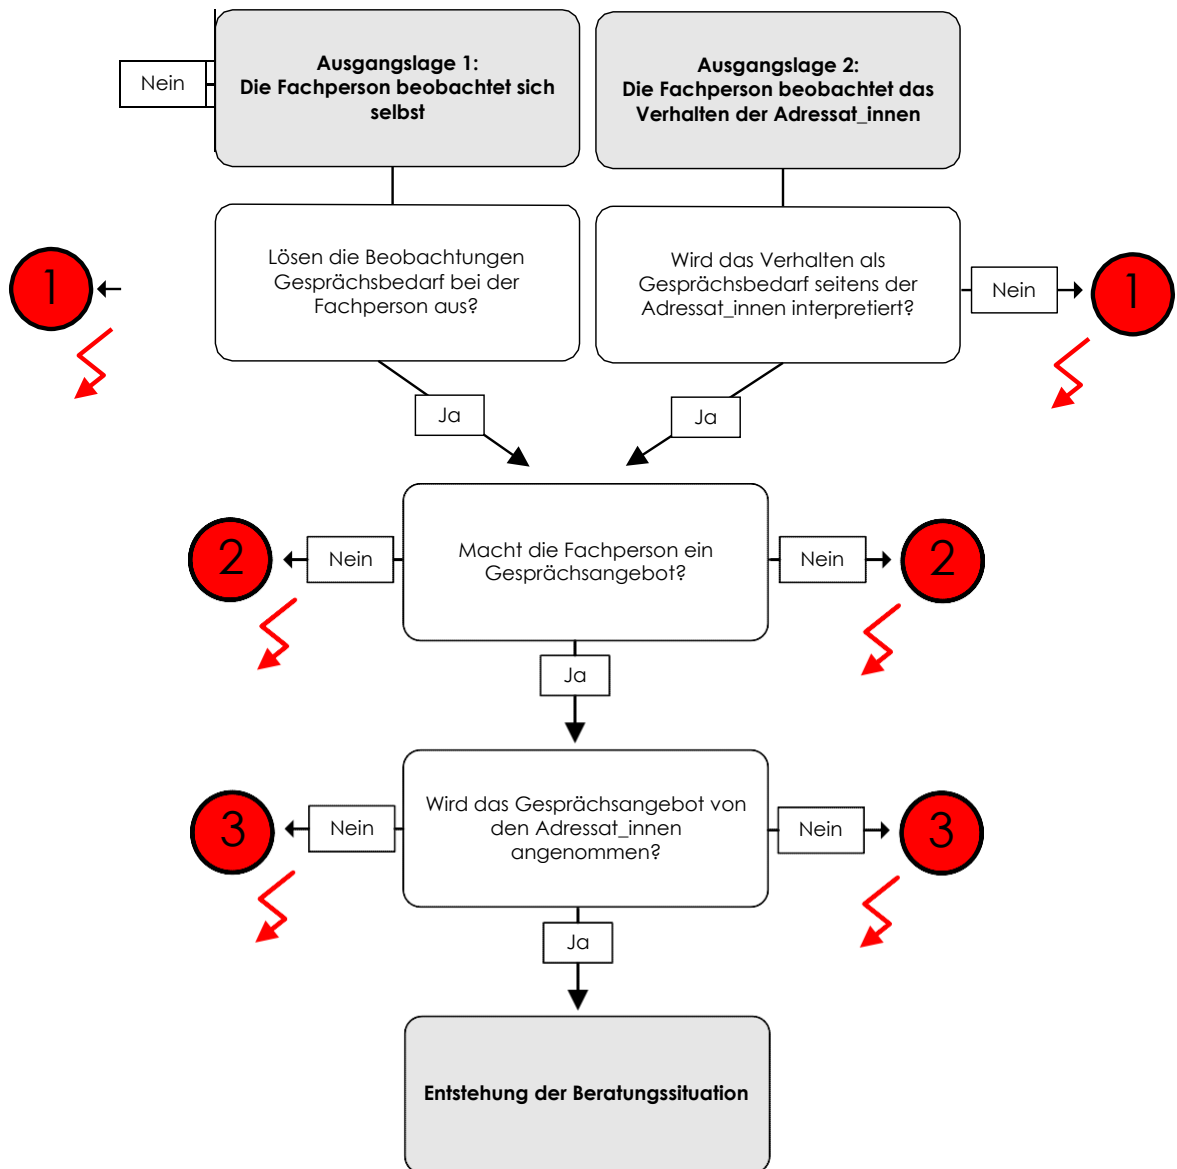 Nein
Ausgangslage 1:
Die Fachperson beobachtet sich
selbst
Ausgangslage 2:
Die Fachperson beobachtet das
Verhalten der Adressat_innen
1
Lösen die Beobachtungen
Gesprächsbedarf bei der
Fachperson aus?
Wird das Verhalten als
Gesprächsbedarf seitens der
Adressat_innen interpretiert?
Nein
1
Ja
Ja
2
Nein
Macht die Fachperson ein
Gesprächsangebot?
Nein
2
Ja
3
Nein
Wird das Gesprächsangebot von
den Adressat_innen
angenommen?
Nein
3
Ja
Entstehung der Beratungssituation